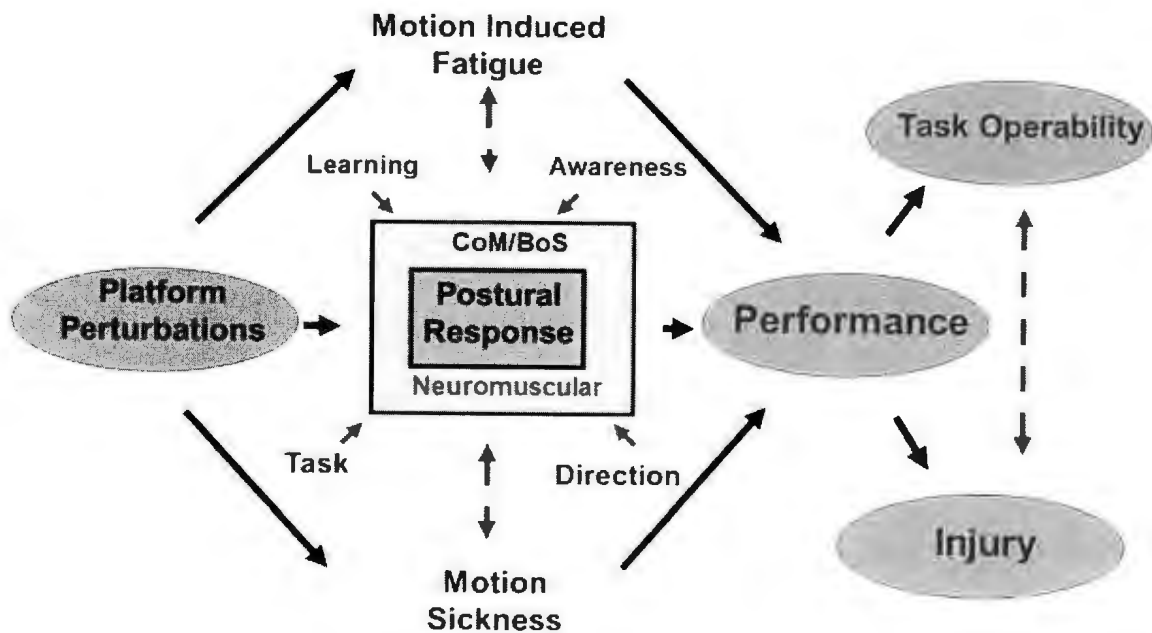 Motion Induced
Fatigue
Task Operability
Learning
Awareness
CoM/BoS
Platform
Perturbations
Postural
Response
Performance
Neuromuscular
Task
Direction
Injury
Motion
Sickness